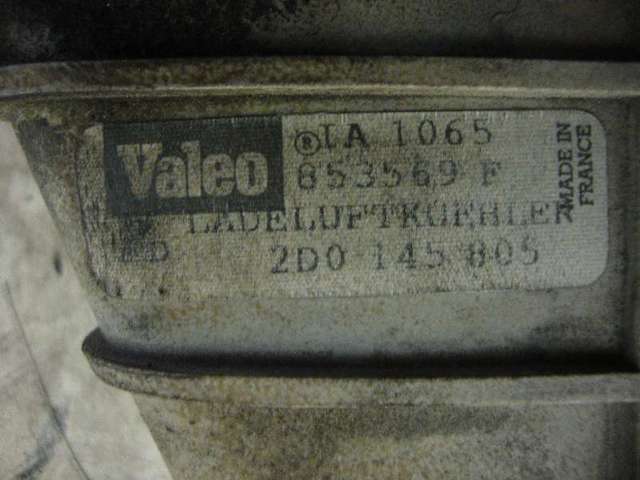 Valeo ® IA 1065
853569 F
LADELUFTKUEHLER
2D0 145 805
MADE IN
FRANCE